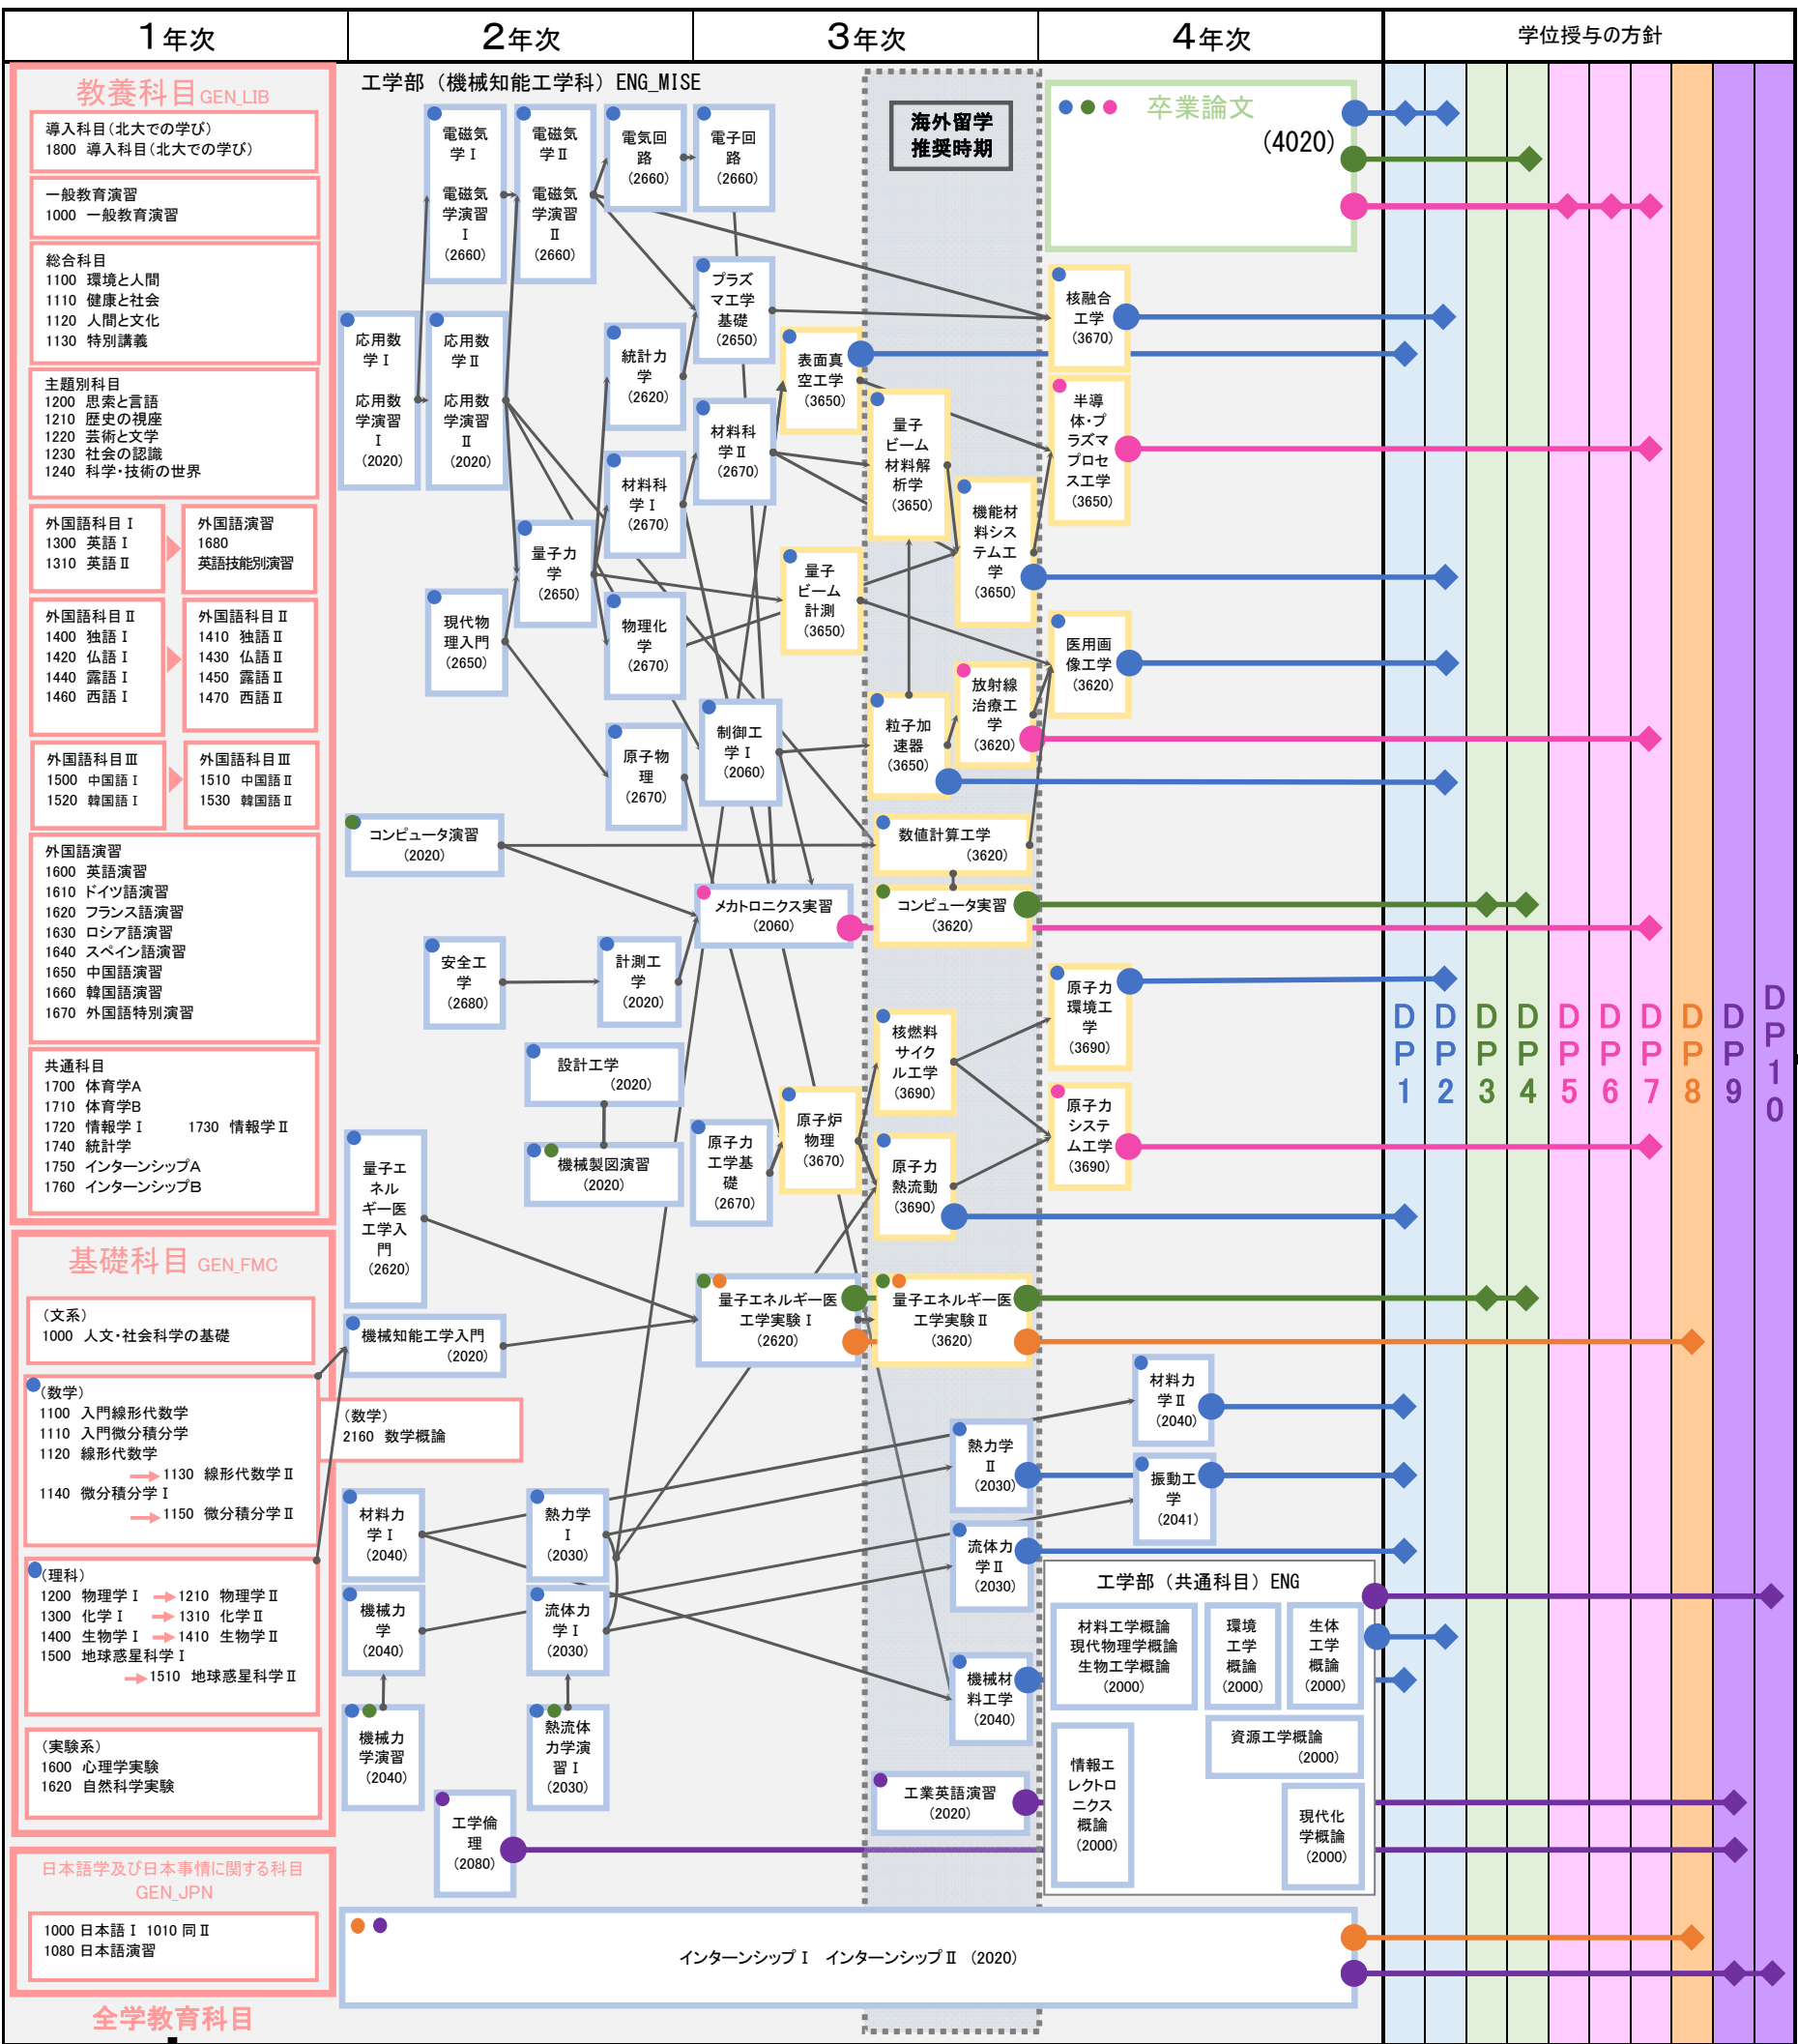 1年次
2年次
3年次
4年次
学位授与の方針
教養科目GEN_LIB
導入科目(北大での学び)
1800 導入科目(北大での学び)
一般教育演習
1000 一般教育演習
総合科目
1100 環境と人間
1110 健康と社会
1120 人間と文化
1130 特別講義
主題別科目
1200 思索と言語
1210 歴史の視座
1220 芸術と文学
1230 社会の認識
1240 科学・技術の世界
外国語科目Ⅰ
1300 英語Ⅰ
1310 英語Ⅱ
外国語演習
1680
英語技能別演習
外国語科目Ⅱ
1400 独語Ⅰ
1420 仏語Ⅰ
1440 露語Ⅰ
1460 西語Ⅰ
外国語科目Ⅱ
1410 独語Ⅱ
1430 仏語Ⅱ
1450 露語Ⅱ
1470 西語Ⅱ
外国語科目Ⅲ
1500 中国語Ⅰ
1520 韓国語Ⅰ
外国語科目Ⅲ
1510 中国語Ⅱ
1530 韓国語Ⅱ
外国語演習
1600 英語演習
1610 ドイツ語演習
1620 フランス語演習
1630 ロシア語演習
1640 スペイン語演習
1650 中国語演習
1660 韓国語演習
1670 外国語特別演習
共通科目
1700 体育学A
1710 体育学B
1720 情報学Ⅰ 1730 情報学Ⅱ
1740 統計学
1750 インターンシップA
1760 インターンシップB
基礎科目 GEN_FMC
(文系)
1000 人文・社会科学の基礎
(数学)
1100 入門線形代数学
1110 入門微分積分学
1120 線形代数学
1130 線形代数学Ⅱ
1140 微分積分学Ⅰ
1150 微分積分学Ⅱ
(数学)
2160 数学概論
(理科)
1200 物理学Ⅰ 1210 物理学Ⅱ
1300 化学Ⅰ 1310 化学Ⅱ
1400 生物学Ⅰ 1410 生物学Ⅱ
1500 地球惑星科学Ⅰ
1510 地球惑星科学Ⅱ
(実験系)
1600 心理学実験
1620 自然科学実験
日本語学及び日本事情に関する科目
GEN_JPN
1000 日本語Ⅰ 1010 同Ⅱ
1080 日本語演習
全学教育科目
工学部（機械知能工学科）ENG_MISE
電磁気
学Ⅰ
電磁気
学演習
Ⅰ
(2660)
電磁気
学Ⅱ
電磁気
学演習
Ⅱ
(2660)
電気回
路
(2660)
電子回
路
(2660)
海外留学
推奨時期
卒業論文
(4020)
応用数
学Ⅰ
応用数
学演習
Ⅰ
(2020)
応用数
学Ⅱ
応用数
学演習
Ⅱ
(2020)
統計力
学
(2620)
プラズ
マ工学
基礎
(2650)
表面真
空工学
(3650)
核融合
工学
(3670)
材料科
学Ⅰ
(2670)
材料科
学Ⅱ
(2670)
量子
ビーム
材料解
析学
(3650)
半導
体・プ
ラズマ
プロセ
ス工学
(3650)
量子力
学
(2650)
現代物
理入門
(2650)
物理化
学
(2670)
量子
ビーム
計測
(3650)
機能材
料シス
テム工
学
(3650)
医用画
像工学
(3620)
原子物
理
(2670)
制御工
学Ⅰ
(2060)
粒子加
速器
(3650)
放射線
治療工
学
(3620)
コンピュータ演習
(2020)
数値計算工学
(3620)
メカトロニクス実習
(2060)
コンピュータ実習
(3620)
安全工
学
(2680)
計測工
学
(2020)
設計工学
(2020)
機械製図演習
(2020)
核燃料
サイク
ル工学
(3690)
原子力
環境工
学
(3690)
原子力
工学基
礎
(2670)
原子炉
物理
(3670)
原子力
熱流動
(3690)
原子力
システ
ム工学
(3690)
量子エ
ネル
ギー医
工学入
門
(2620)
機械知能工学入門
(2020)
量子エネルギー医
工学実験Ⅰ
(2620)
量子エネルギー医
工学実験Ⅱ
(3620)
材料力
学Ⅱ
(2040)
熱力学
Ⅱ
(2030)
振動工
学
(2041)
材料力
学Ⅰ
(2040)
熱力学
Ⅰ
(2030)
流体力
学Ⅱ
(2030)
機械力
学
(2040)
流体力
学Ⅰ
(2030)
機械材
料工学
(2040)
機械力
学演習
(2040)
熱流体
力学演
習Ⅰ
(2030)
工学倫
理
(2080)
工業英語演習
(2020)
工学部（共通科目）ENG
材料工学概論
現代物理学概論
生物工学概論
(2000)
環境
工学
概論
(2000)
生体
工学
概論
(2000)
資源工学概論
(2000)
情報エ
レクトロ
ニクス
概論
(2000)
現代化
学概論
(2000)
インターンシップⅠ インターンシップⅡ (2020)
DP1
DP2
DP3
DP4
DP5
DP6
DP7
DP8
DP9
DP10